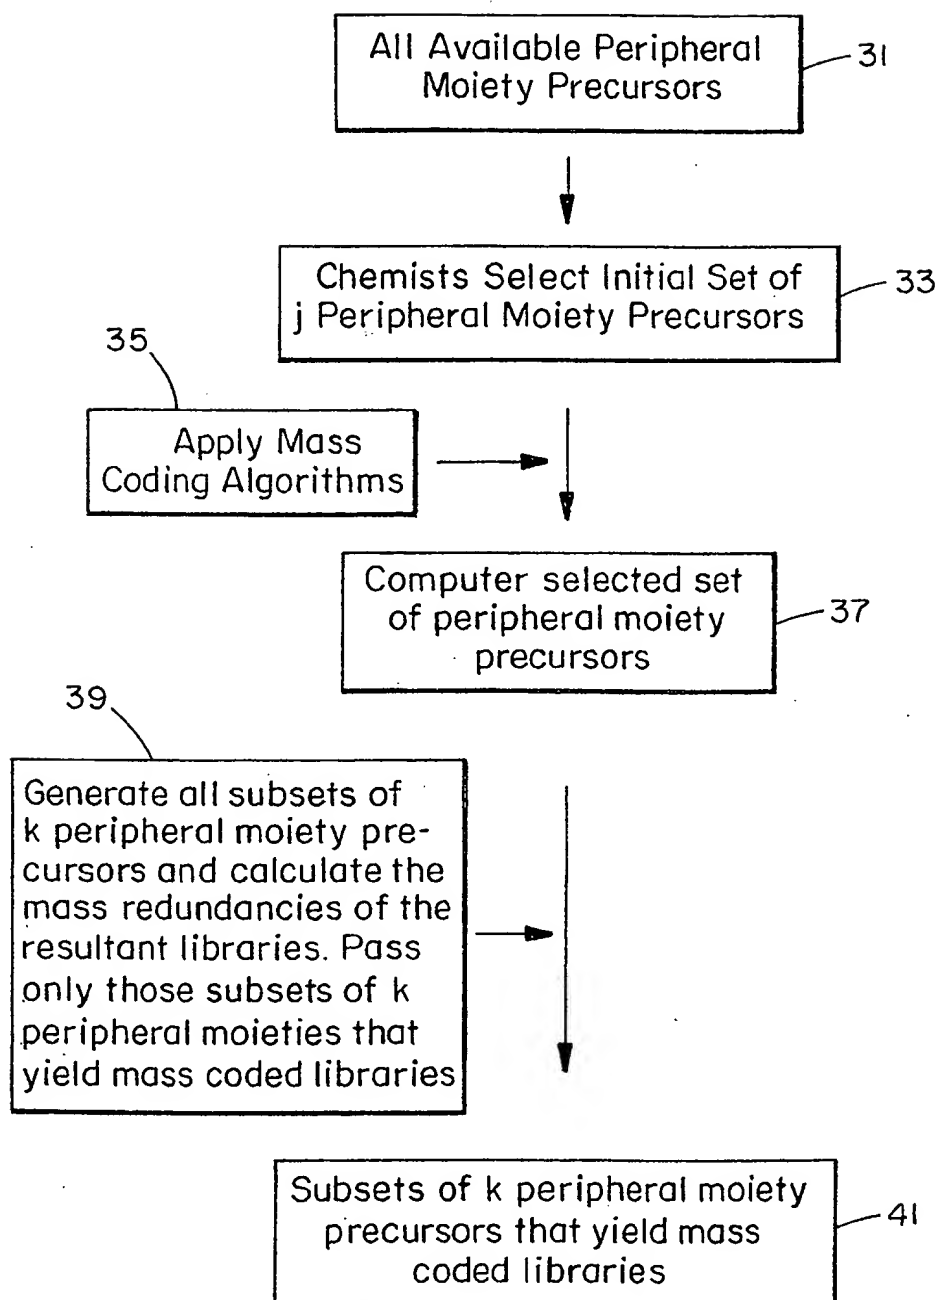 All Available Peripheral
Moiety Precursors
31
Chemists Select Initial Set of
j Peripheral Moiety Precursors
33
35
Apply Mass
Coding Algorithms
Computer selected set
of peripheral moiety
precursors
37
39
Generate all subsets of
k peripheral moiety pre-
cursors and calculate the
mass redundancies of the
resultant libraries. Pass
only those subsets of k
peripheral moieties that
yield mass coded libraries
Subsets of k peripheral moiety
precursors that yield mass
coded libraries
41